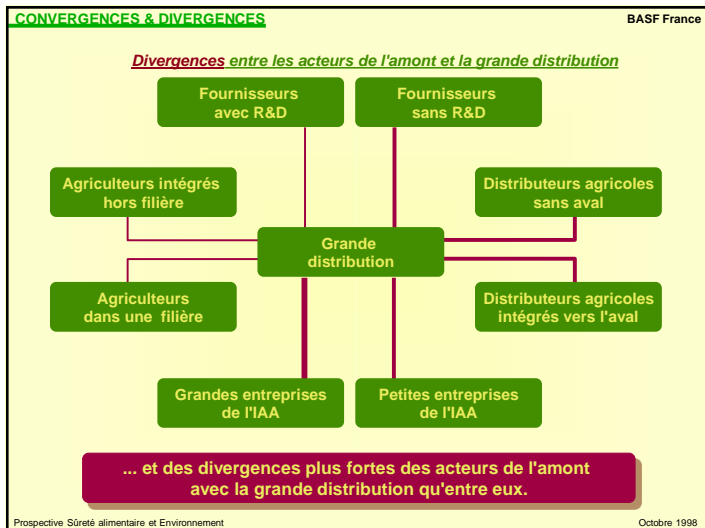 CONVERGENCES & DIVERGENCES
BASF France
Divergences entre les acteurs de l'amont et la grande distribution
Fournisseurs
avec R&D
Fournisseurs
sans R&D
Agriculteurs intégrés
hors filière
Distributeurs agricoles
sans aval
Grande
distribution
Agriculteurs
dans une filière
Distributeurs agricoles
intégrés vers l'aval
Grandes entreprises
de l'IAA
Petites entreprises
de l'IAA
... et des divergences plus fortes des acteurs de l'amont
avec la grande distribution qu'entre eux.
Prospective Sûreté alimentaire et Environnement
Octobre 1998